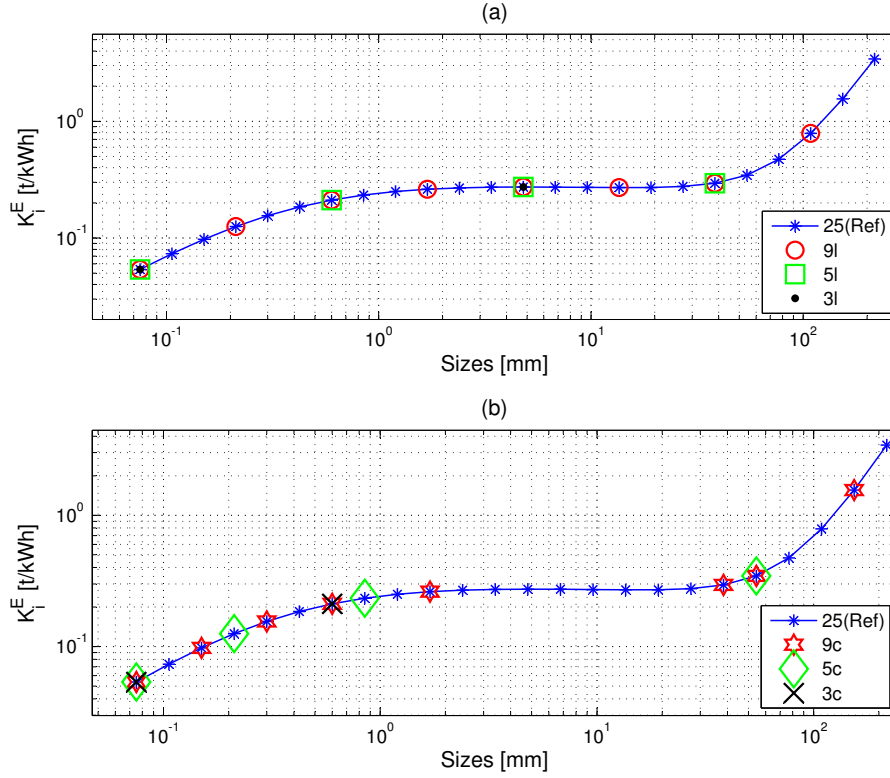 (a)
K_i^E [t/kWh]
10^0
10^-1
25(Ref)
9l
5l
3l
10^-1 10^0 10^1 10^2
Sizes [mm]
(b)
K_i^E [t/kWh]
10^0
10^-1
25(Ref)
9c
5c
3c
10^-1 10^0 10^1 10^2
Sizes [mm]